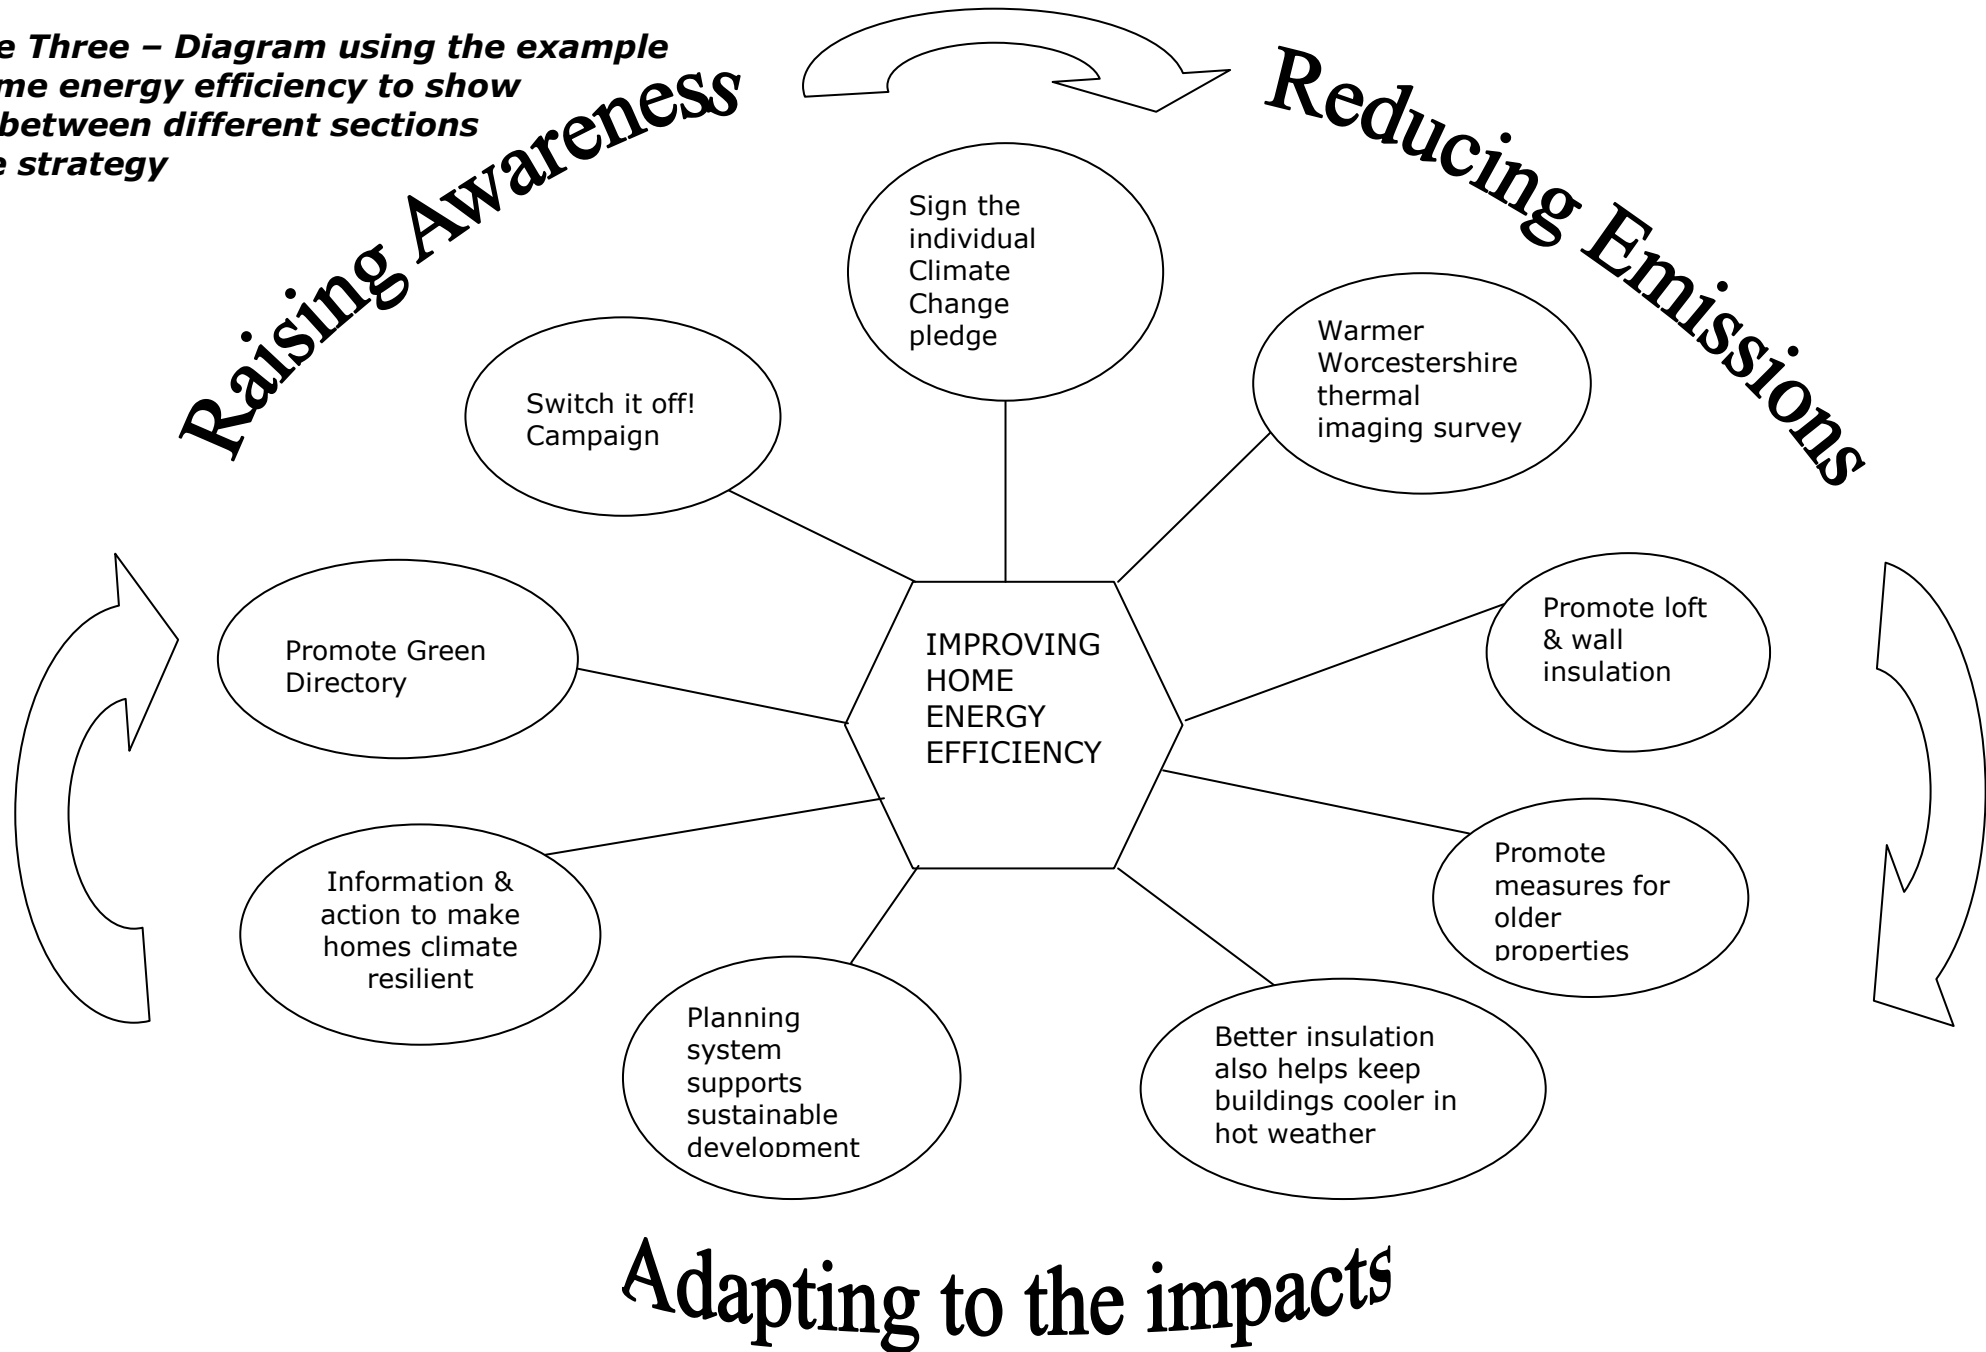 e Three – Diagram using the example
me energy efficiency to show
between different sections
e strategy
Raising Awareness
Reducing Emissions
Sign the
individual
Climate
Change
pledge
Warmer
Worcestershire
thermal
imaging survey
Switch it off!
Campaign
Promote loft
& wall
insulation
Promote Green
Directory
IMPROVING
HOME
ENERGY
EFFICIENCY
Promote
measures for
older
properties
Information &
action to make
homes climate
resilient
Planning
system
supports
sustainable
development
Better insulation
also helps keep
buildings cooler in
hot weather
Adapting to the impacts